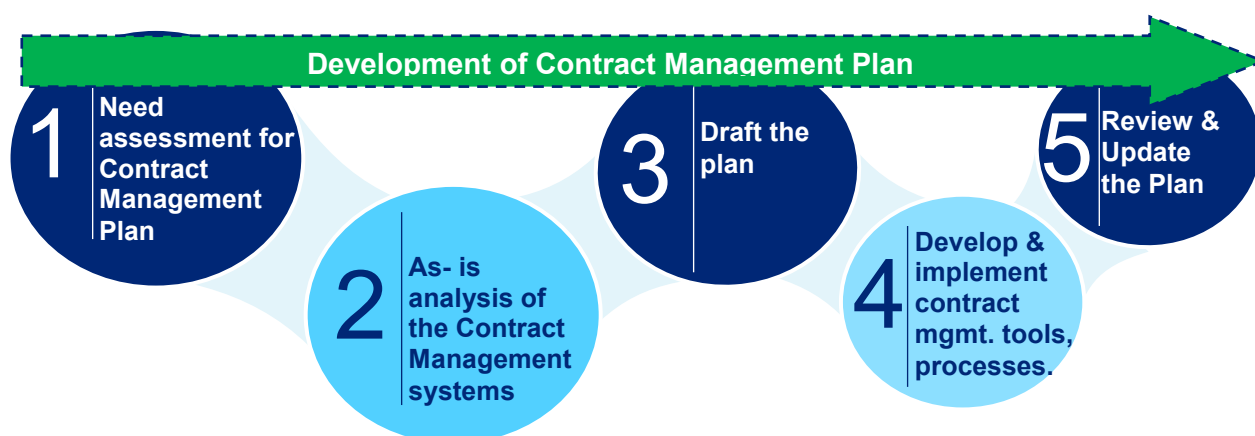 Development of Contract Management Plan
1
Need
assessment for
Contract
Management
Plan
2
As- is
analysis of
the Contract
Management
systems
3
Draft the
plan
4
Develop &
implement
contract
mgmt. tools,
processes.
5
Review &
Update
the Plan